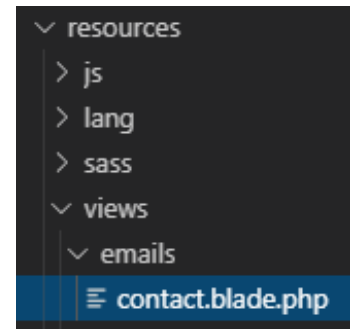 resources
js
lang
sass
views
emails
contact.blade.php